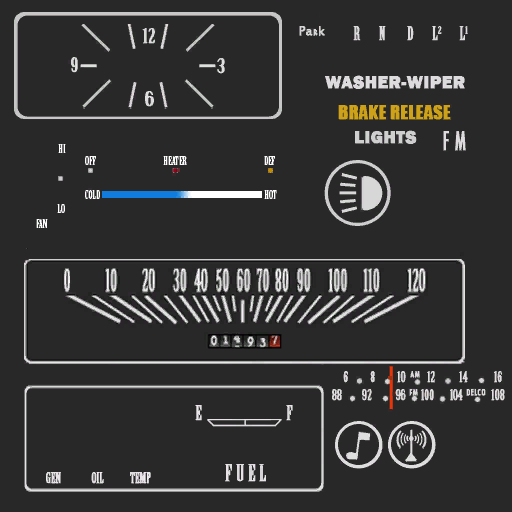 12
9 3
6
Park R N D L² L¹
WASHER-WIPER
BRAKE RELEASE
LIGHTS
FM
HI
OFF HEATER DEF
COLD HOT
LO
FAN
0 10 20 30 40 50 60 70 80 90 100 110 120
6 8 10 AM 12 14 16
88 92 96 FM 100 104 DELCO 108
E F
FUEL
GEN OIL TEMP